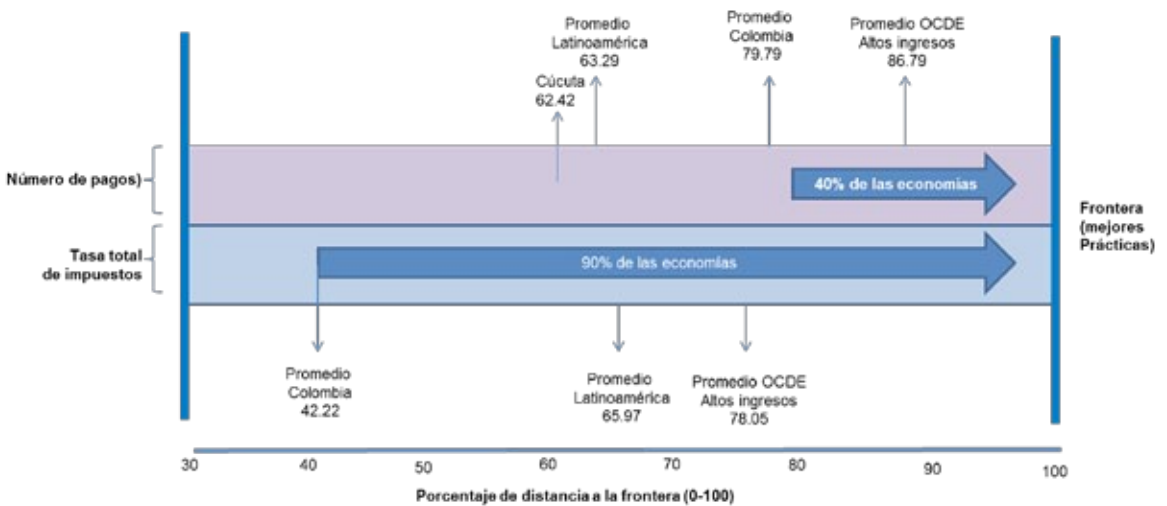 Promedio
Latinoamérica
63.29
Cúcuta
62.42
Promedio
Colombia
79.79
Promedio OCDE
Altos ingresos
86.79
Número de pagos)
40% de las economías
Tasa total
de impuestos
90% de las economías
Frontera
(mejores
Prácticas)
Promedio
Colombia
42.22
Promedio
Latinoamérica
65.97
Promedio OCDE
Altos ingresos
78.05
30 40 50 60 70 80 90 100
Porcentaje de distancia a la frontera (0-100)